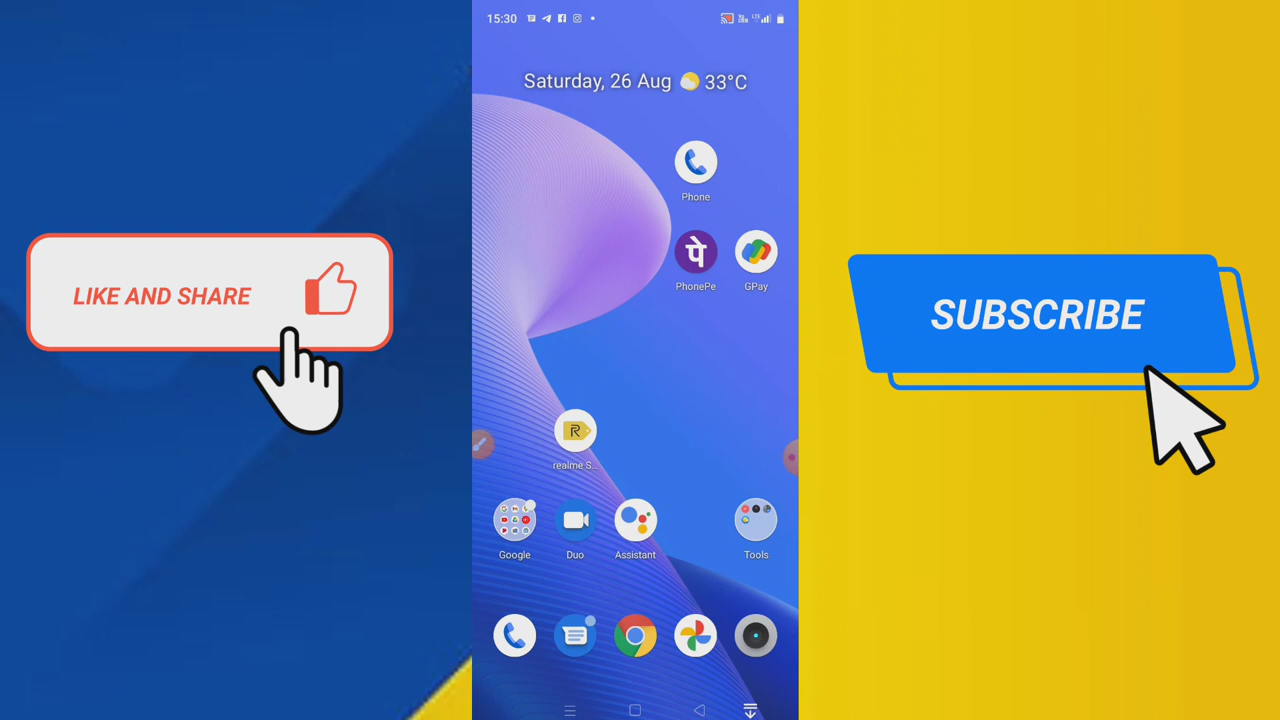 15:30
Saturday, 26 Aug 33°C
Phone
पे
PhonePe
GPay
LIKE AND SHARE
SUBSCRIBE
R
realme S...
Google
Duo
Assistant
Tools